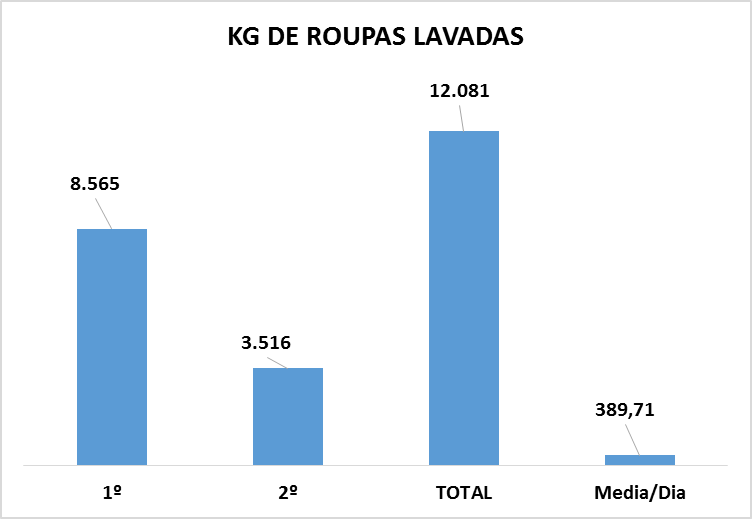 KG DE ROUPAS LAVADAS
12.081
8.565
3.516
389,71
1º
2º
TOTAL
Media/Dia